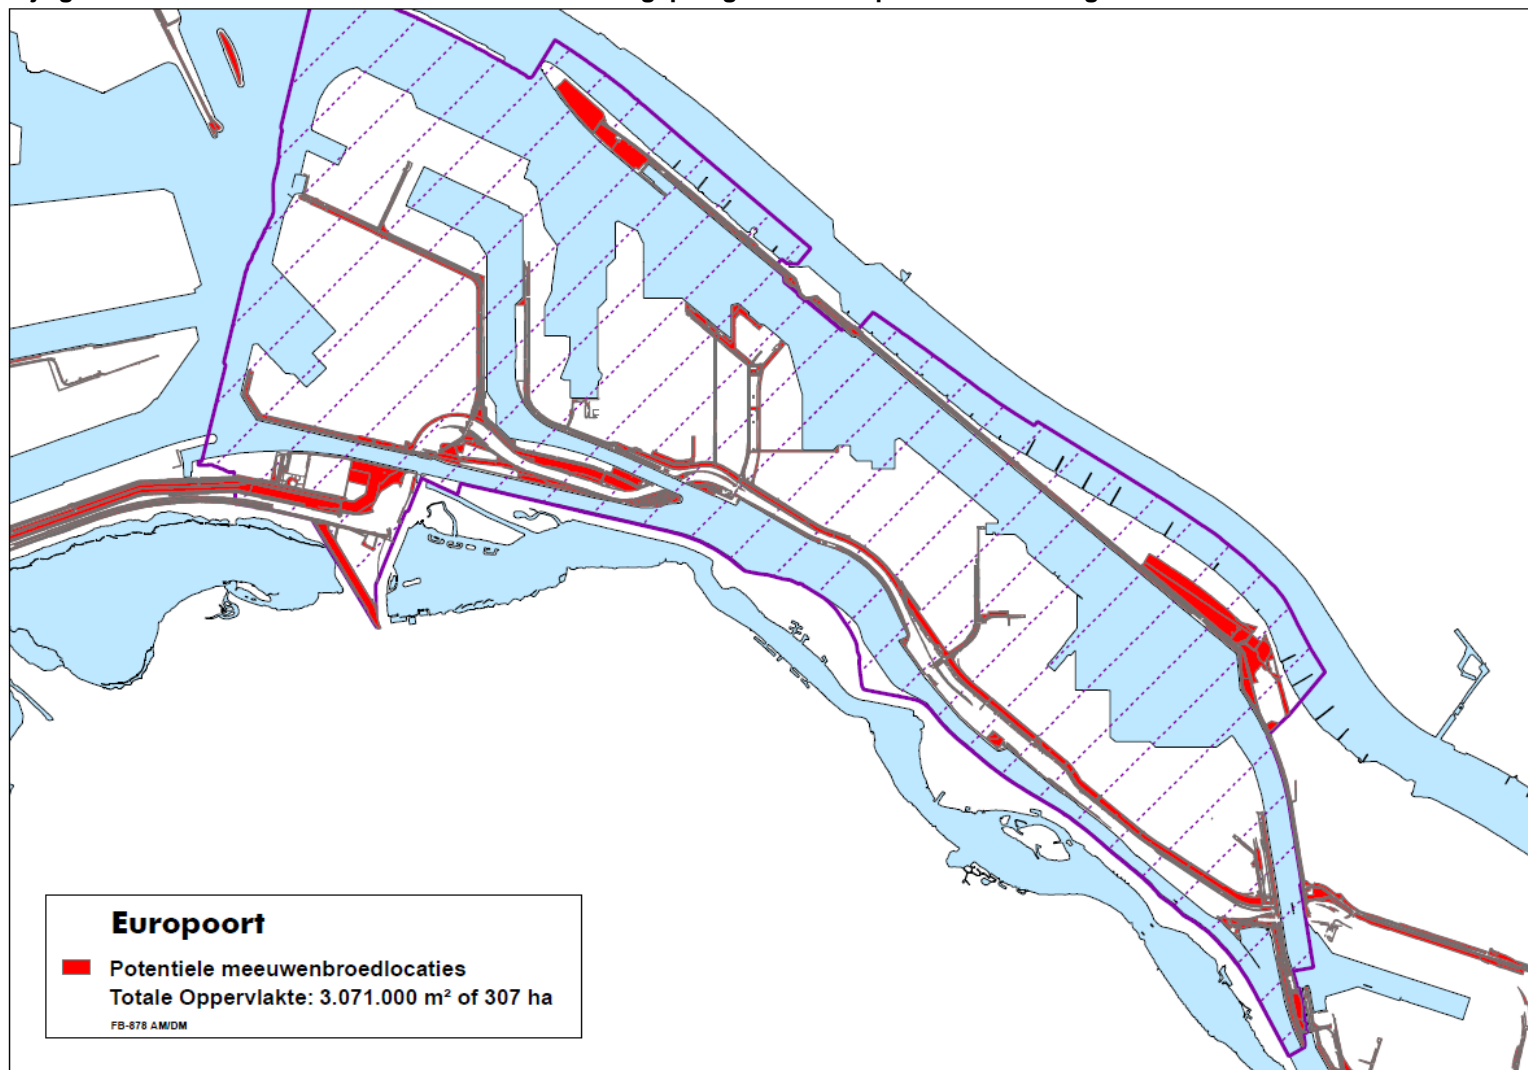 Europoort
Potentiele meeuwenbroedlocaties
Totale Oppervlakte: 3.071.000 m² of 307 ha
FB-878 AM/DM